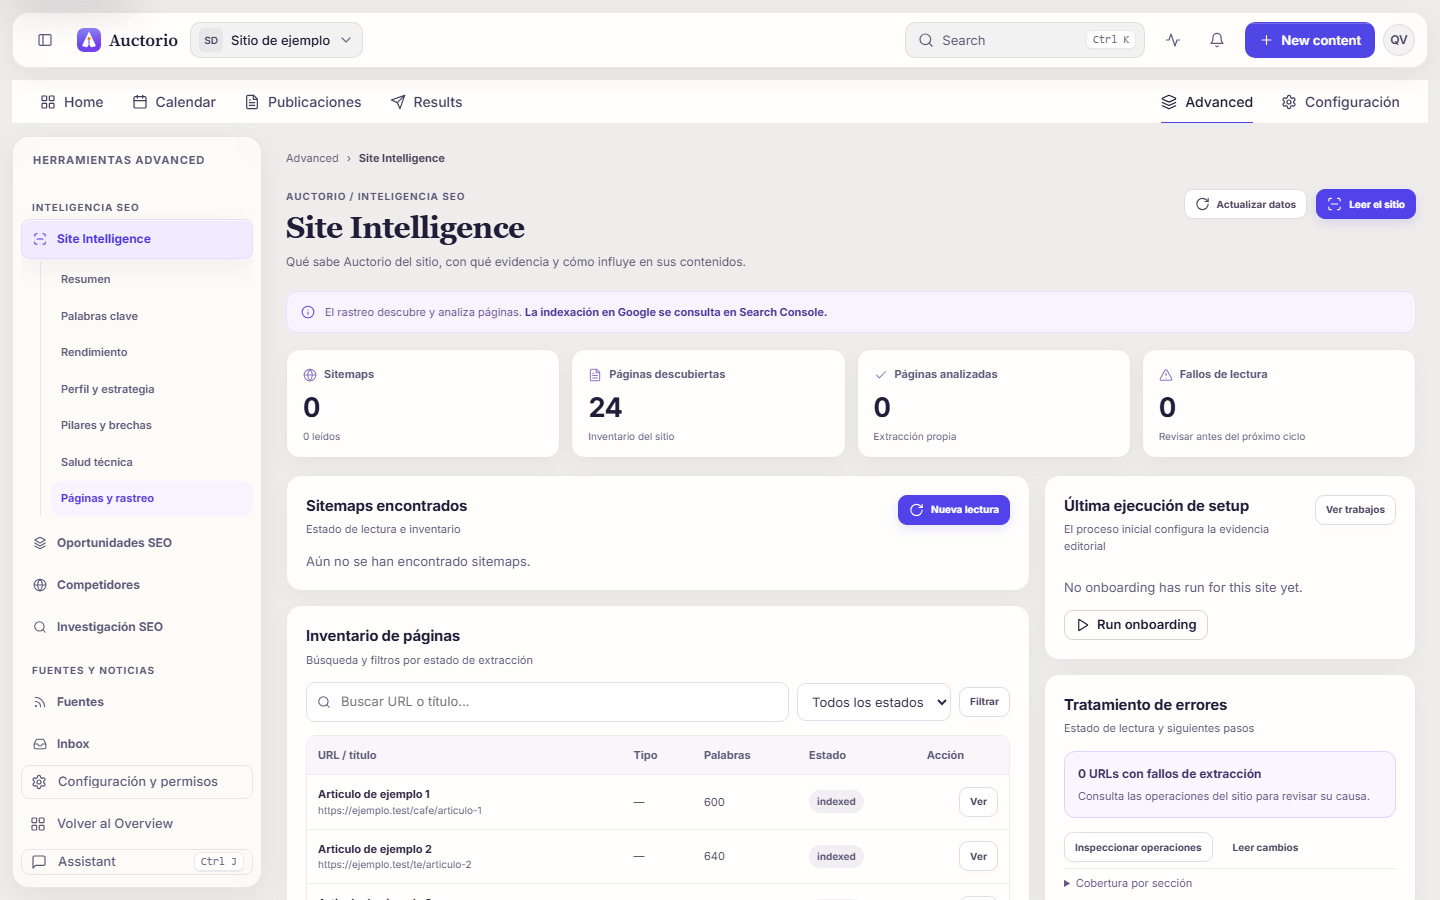 Auctorio
SD Sitio de ejemplo
Search Ctrl K
New content
QV
Home
Calendar
Publicaciones
Results
Advanced
Configuración
HERRAMIENTAS ADVANCED
INTELIGENCIA SEO
Site Intelligence
Resumen
Palabras clave
Rendimiento
Perfil y estrategia
Pilares y brechas
Salud técnica
Páginas y rastreo
Oportunidades SEO
Competidores
Investigación SEO
FUENTES Y NOTICIAS
Fuentes
Inbox
Configuración y permisos
Volver al Overview
Assistant Ctrl J
Advanced › Site Intelligence
AUCTORIO / INTELIGENCIA SEO
Site Intelligence
Qué sabe Auctorio del sitio, con qué evidencia y cómo influye en sus contenidos.
Actualizar datos
Leer el sitio
El rastreo descubre y analiza páginas. La indexación en Google se consulta en Search Console.
Sitemaps
0
0 leídos
Páginas descubiertas
24
Inventario del sitio
Páginas analizadas
0
Extracción propia
Fallos de lectura
0
Revisar antes del próximo ciclo
Sitemaps encontrados
Estado de lectura e inventario
Nueva lectura
Aún no se han encontrado sitemaps.
Inventario de páginas
Búsqueda y filtros por estado de extracción
Buscar URL o título...
Todos los estados
Filtrar
URL / título Tipo Palabras Estado Acción
Articulo de ejemplo 1
https://ejemplo.test/cafe/articulo-1
— 600 indexed Ver
Articulo de ejemplo 2
https://ejemplo.test/te/articulo-2
— 640 indexed Ver
Última ejecución de setup
El proceso inicial configura la evidencia
editorial
Ver trabajos
No onboarding has run for this site yet.
Run onboarding
Tratamiento de errores
Estado de lectura y siguientes pasos
0 URLs con fallos de extracción
Consulta las operaciones del sitio para revisar su causa.
Inspeccionar operaciones
Leer cambios
Cobertura por sección